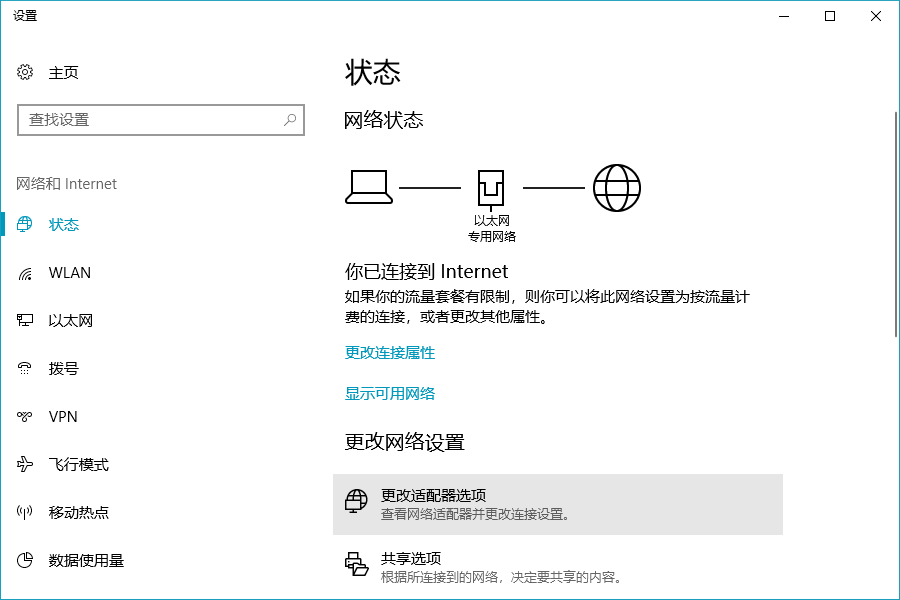 设置
主页
查找设置
网络和 Internet
状态
WLAN
以太网
拨号
VPN
飞行模式
移动热点
数据使用量
状态
网络状态
以太网
专用网络
你已连接到 Internet
如果你的流量套餐有限制，则你可以将此网络设置为按流量计
费的连接，或者更改其他属性。
更改连接属性
显示可用网络
更改网络设置
更改适配器选项
查看网络适配器并更改连接设置。
共享选项
根据所连接到的网络，决定要共享的内容。